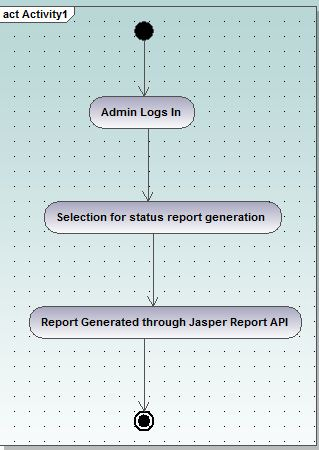 act Activity1
Admin Logs In
Selection for status report generation
Report Generated through Jasper Report API